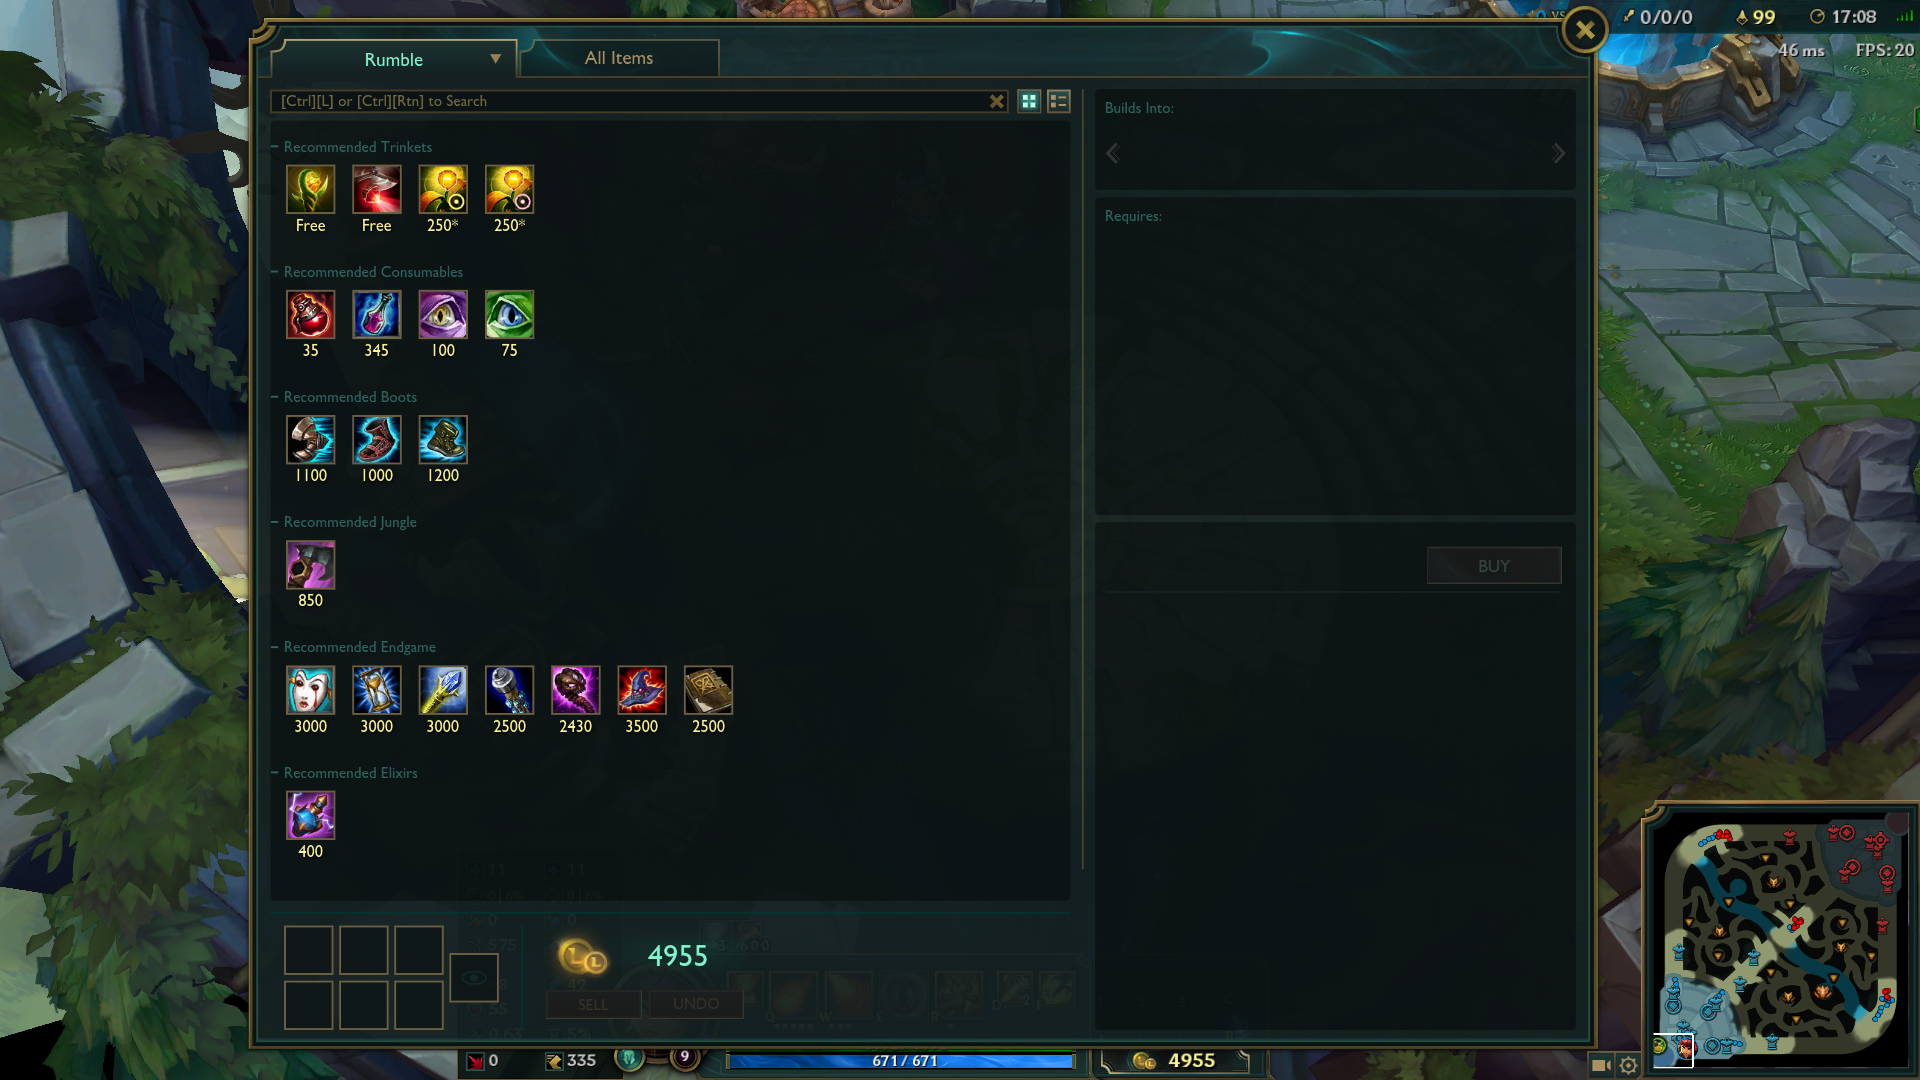 VS
0/0/0
99
17:08
46 ms
FPS: 20
Rumble
All Items
[Ctrl][L] or [Ctrl][Rtn] to Search
Recommended Trinkets
Free
Free
250*
250*
Recommended Consumables
35
345
100
75
Recommended Boots
1100
1000
1200
Recommended Jungle
850
Recommended Endgame
3000
3000
3000
2500
2430
3500
2500
Recommended Elixirs
400
Builds Into:
Requires:
BUY
4955
SELL
UNDO
0
335
9
671 / 671
4955